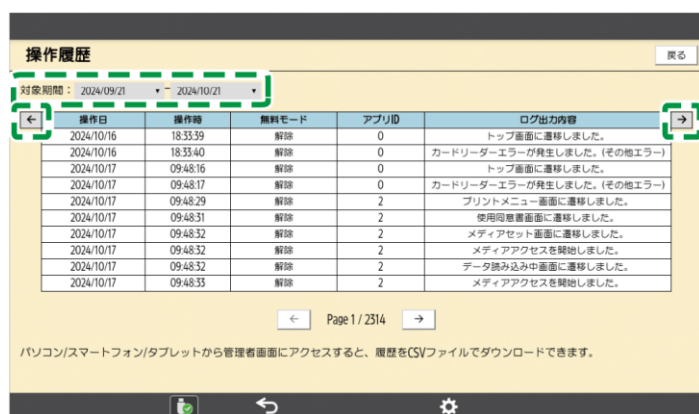 操作履歴
戻る
対象期間： 2024/09/21 - 2024/10/21
← →
操作日 操作時 無料モード アプリID ログ出力内容
2024/10/16 18:33:39 解除 0 トップ画面に遷移しました。
2024/10/16 18:33:40 解除 0 カードリーダーエラーが発生しました。(その他エラー)
2024/10/17 09:48:16 解除 0 トップ画面に遷移しました。
2024/10/17 09:48:17 解除 0 カードリーダーエラーが発生しました。(その他エラー)
2024/10/17 09:48:29 解除 2 プリントメニュー画面に遷移しました。
2024/10/17 09:48:31 解除 2 使用同意書画面に遷移しました。
2024/10/17 09:48:32 解除 2 メディアセット画面に遷移しました。
2024/10/17 09:48:32 解除 2 メディアアクセスを開始しました。
2024/10/17 09:48:32 解除 2 データ読み込み中画面に遷移しました。
2024/10/17 09:48:33 解除 2 メディアアクセスを開始しました。
← Page 1 / 2314 →
パソコン/スマートフォン/タブレットから管理者画面にアクセスすると、履歴をCSVファイルでダウンロードできます。